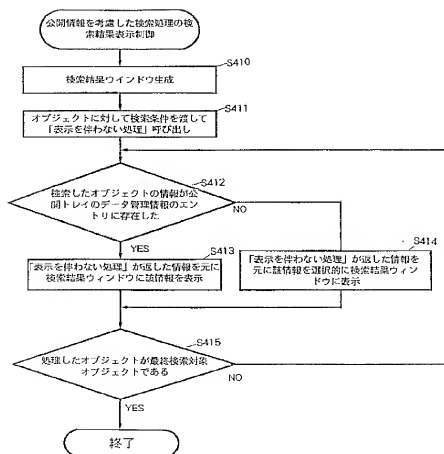 公開情報を考慮した検索処理の検
索結果表示制御
S410
検索結果ウインドウ生成
S411
オブジェクトに対して検索条件を渡して
「表示を伴わない処理」呼び出し
S412
検索したオブジェクトの情報が公
開トレイのデータ管理情報のエン
トリに存在した
NO
YES
S413
「表示を伴わない処理」が返した情報を元に
検索結果ウィンドウに該情報を表示
S414
「表示を伴わない処理」が返した情報を
元に該情報を選択的に検索結果ウィン
ドウに表示
S415
処理したオブジェクトが最終検索対象
オブジェクトである
NO
YES
終了